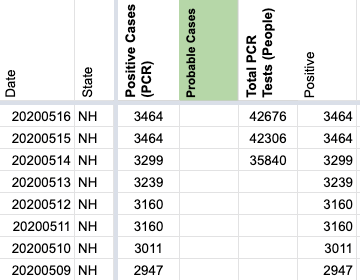 Date State Positive Cases (PCR) Probable Cases Total PCR Tests (People) Positive
20200516 NH 3464 42676 3464
20200515 NH 3464 42306 3464
20200514 NH 3299 35840 3299
20200513 NH 3239 3239
20200512 NH 3160 3160
20200511 NH 3160 3160
20200510 NH 3011 3011
20200509 NH 2947 2947